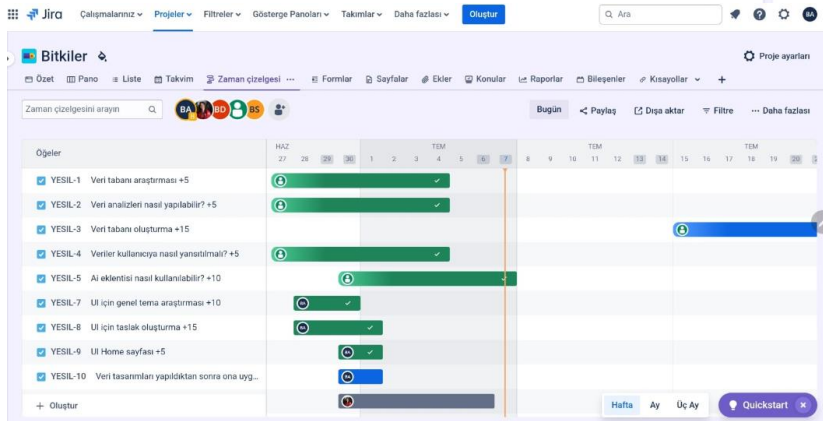 Jira Çalışmalarınız Projeler Filtreler Gösterge Panoları Takımlar Daha fazlası Oluştur Ara BA
Bitkiler Proje ayarları
Özet Pano Liste Takvim Zaman çizelgesi ··· Formlar Sayfalar Ekler Konular Raporlar Bileşenler Kısayollar +
Zaman çizelgesini arayın BA BD BS Bugün Paylaş Dışa aktar Filtre ··· Daha fazlası
Öğeler HAZ TEM TEM TEM
27 28 29 30 1 2 3 4 5 6 7 8 9 10 11 12 13 14 15 16 17 18 19 20
YESIL-1 Veri tabanı araştırması +5
YESIL-2 Veri analizleri nasıl yapılabilir? +5
YESIL-3 Veri tabanı oluşturma +15
YESIL-4 Veriler kullanıcıya nasıl yansıtılmalı? +5
YESIL-5 Ai eklentisi nasıl kullanılabilir? +10
YESIL-7 UI için genel tema araştırması +10 BA
YESIL-8 UI için taslak oluşturma +15 BA
YESIL-9 UI Home sayfası +5 BA
YESIL-10 Veri tasarımları yapıldıktan sonra ona uyg... BA
+ Oluştur Hafta Ay Üç Ay Quickstart ×